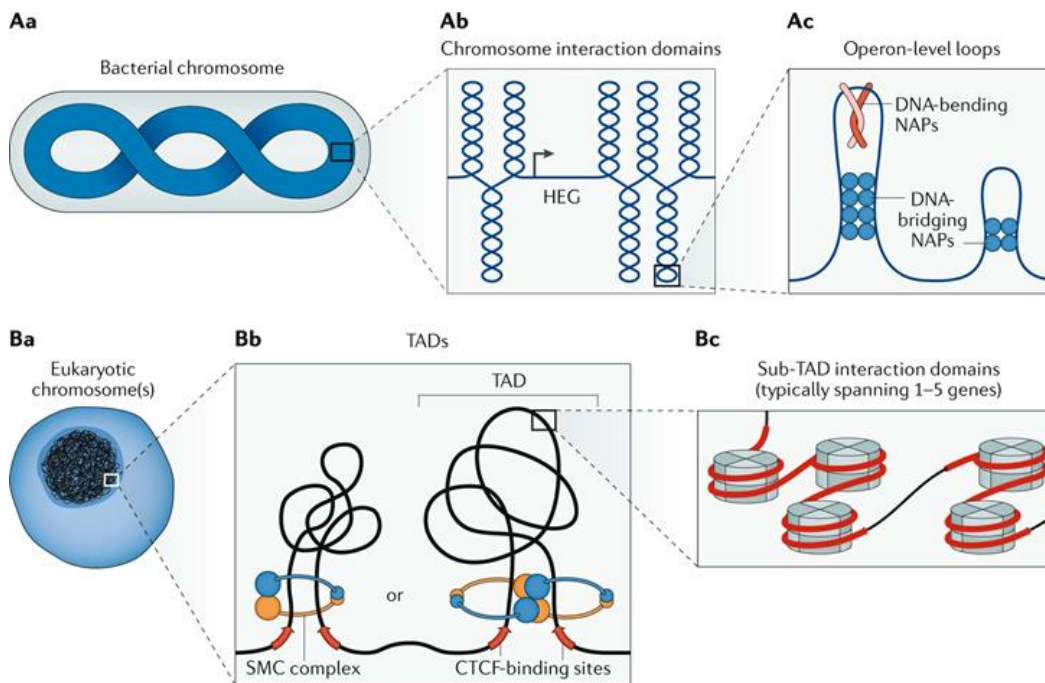 Aa
Bacterial chromosome
Ab
Chromosome interaction domains
HEG
Ac
Operon-level loops
DNA-bending
NAPs
DNA-
bridging
NAPs
Ba
Eukaryotic
chromosome(s)
Bb
TADs
TAD
or
SMC complex
CTCF-binding sites
Bc
Sub-TAD interaction domains
(typically spanning 1–5 genes)